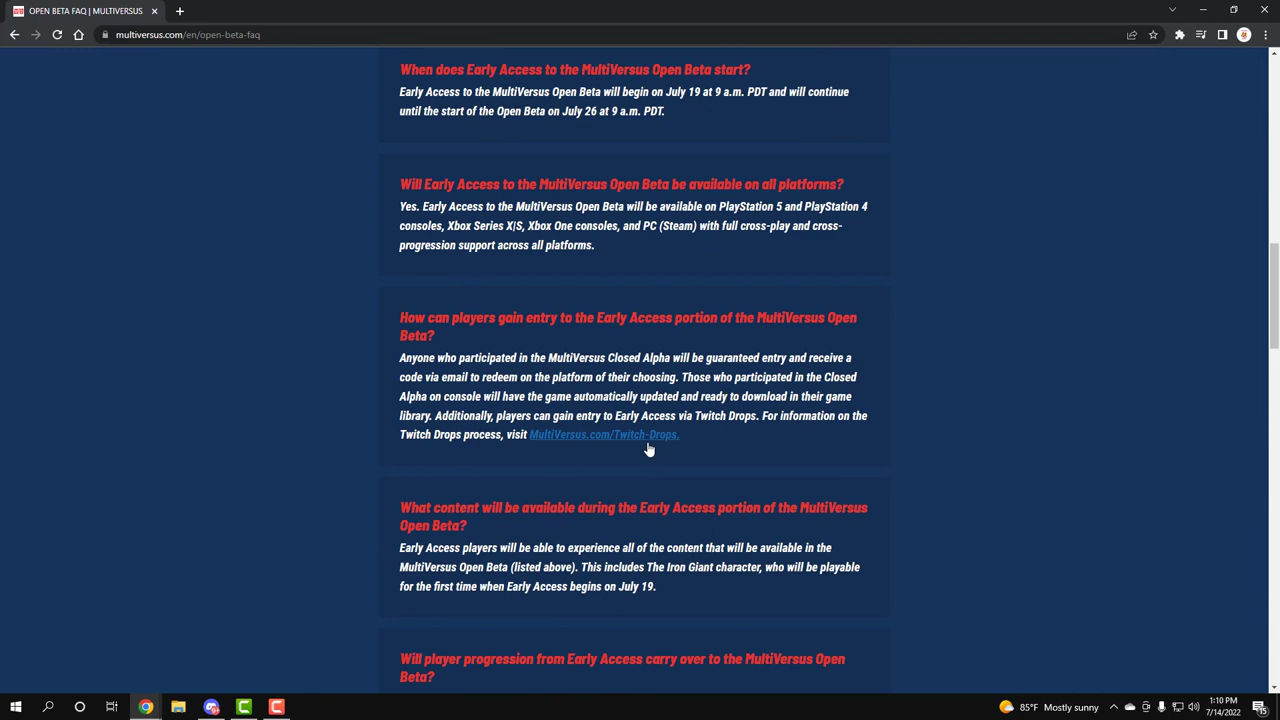 OPEN BETA FAQ | MULTIVERSUS
multiversus.com/en/open-beta-faq
When does Early Access to the MultiVersus Open Beta start?
Early Access to the MultiVersus Open Beta will begin on July 19 at 9 a.m. PDT and will continue
until the start of the Open Beta on July 26 at 9 a.m. PDT.
Will Early Access to the MultiVersus Open Beta be available on all platforms?
Yes. Early Access to the MultiVersus Open Beta will be available on PlayStation 5 and PlayStation 4
consoles, Xbox Series X|S, Xbox One consoles, and PC (Steam) with full cross-play and cross-
progression support across all platforms.
How can players gain entry to the Early Access portion of the MultiVersus Open
Beta?
Anyone who participated in the MultiVersus Closed Alpha will be guaranteed entry and receive a
code via email to redeem on the platform of their choosing. Those who participated in the Closed
Alpha on console will have the game automatically updated and ready to download in their game
library. Additionally, players can gain entry to Early Access via Twitch Drops. For information on the
Twitch Drops process, visit MultiVersus.com/Twitch-Drops.
What content will be available during the Early Access portion of the MultiVersus
Open Beta?
Early Access players will be able to experience all of the content that will be available in the
MultiVersus Open Beta (listed above). This includes The Iron Giant character, who will be playable
for the first time when Early Access begins on July 19.
Will player progression from Early Access carry over to the MultiVersus Open
Beta?
85°F Mostly sunny
1:10 PM
7/14/2022
15